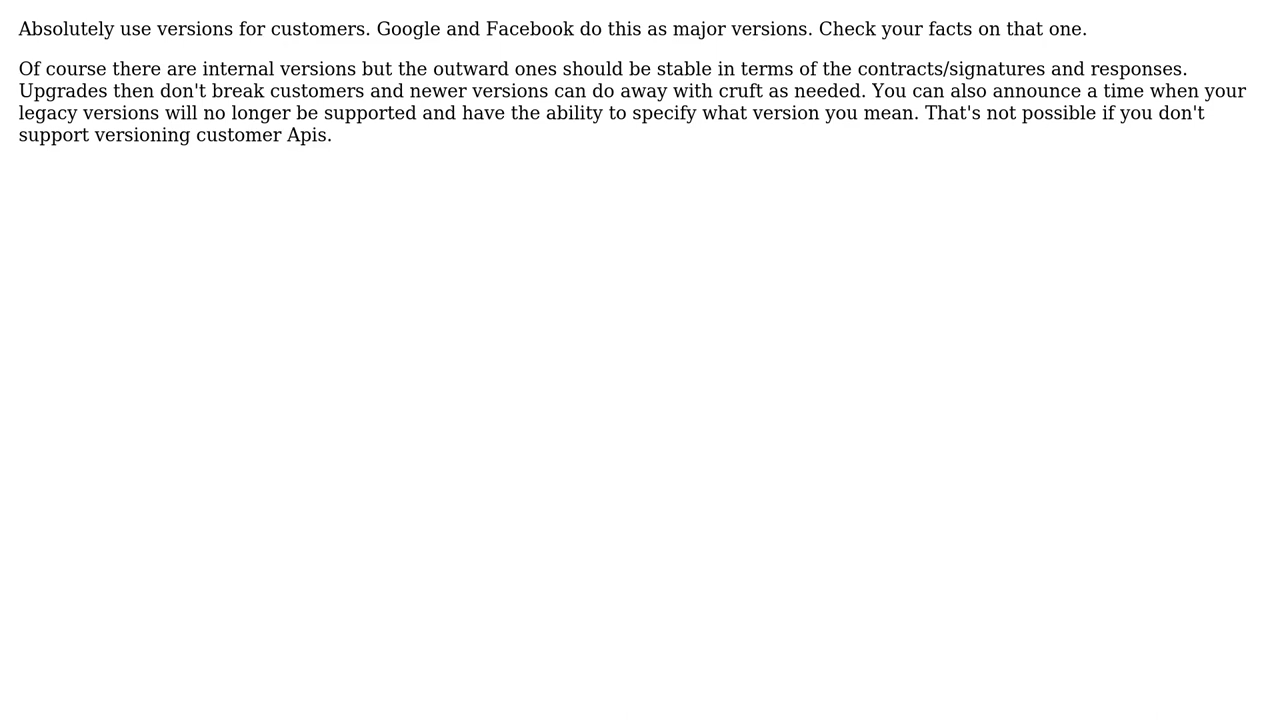 Absolutely use versions for customers. Google and Facebook do this as major versions. Check your facts on that one.
Of course there are internal versions but the outward ones should be stable in terms of the contracts/signatures and responses.
Upgrades then don't break customers and newer versions can do away with cruft as needed. You can also announce a time when your
legacy versions will no longer be supported and have the ability to specify what version you mean. That's not possible if you don't
support versioning customer Apis.